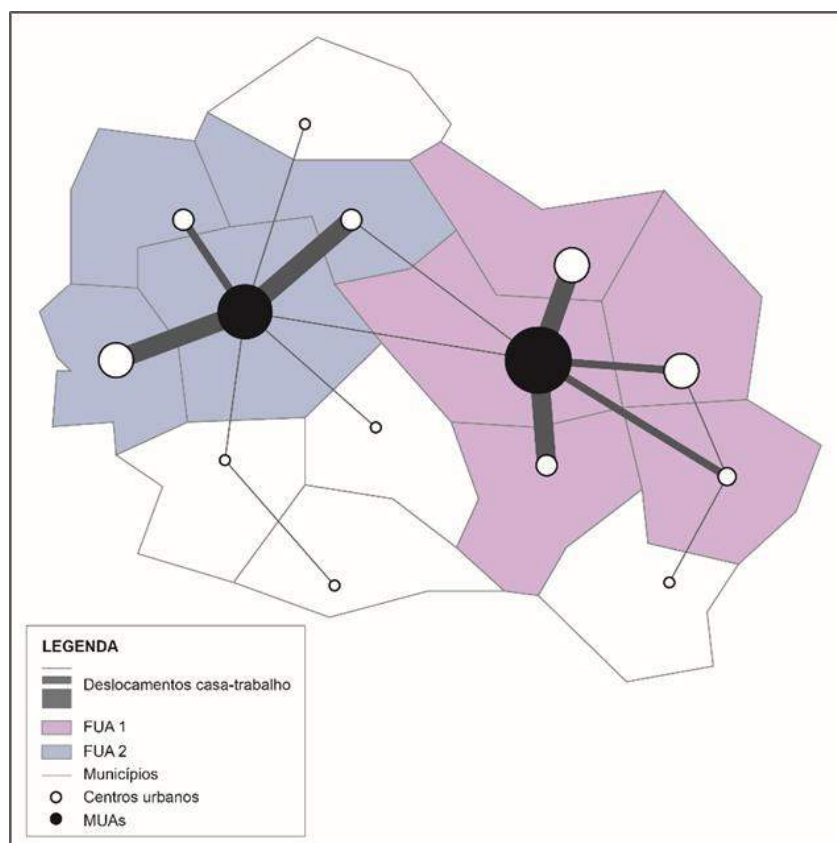 LEGENDA
Deslocamentos casa-trabalho
FUA 1
FUA 2
Municípios
Centros urbanos
MUAs